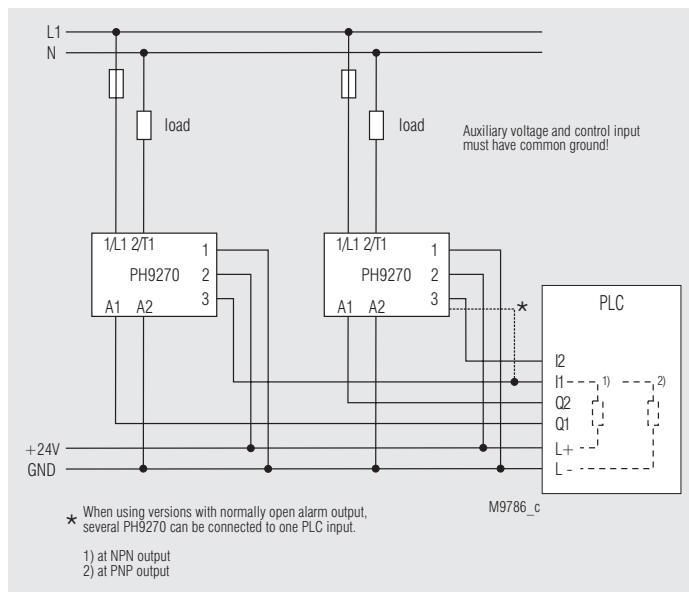 L1
N
load
load
Auxiliary voltage and control input
must have common ground!
1/L1 2/T1
1
PH9270
2
3
A1 A2
1/L1 2/T1
1
PH9270
2
3
A1 A2
*
PLC
I2
I1
1)
2)
Q2
Q1
L+
L -
+24V
GND
M9786_c
* When using versions with normally open alarm output,
several PH9270 can be connected to one PLC input.
1) at NPN output
2) at PNP output